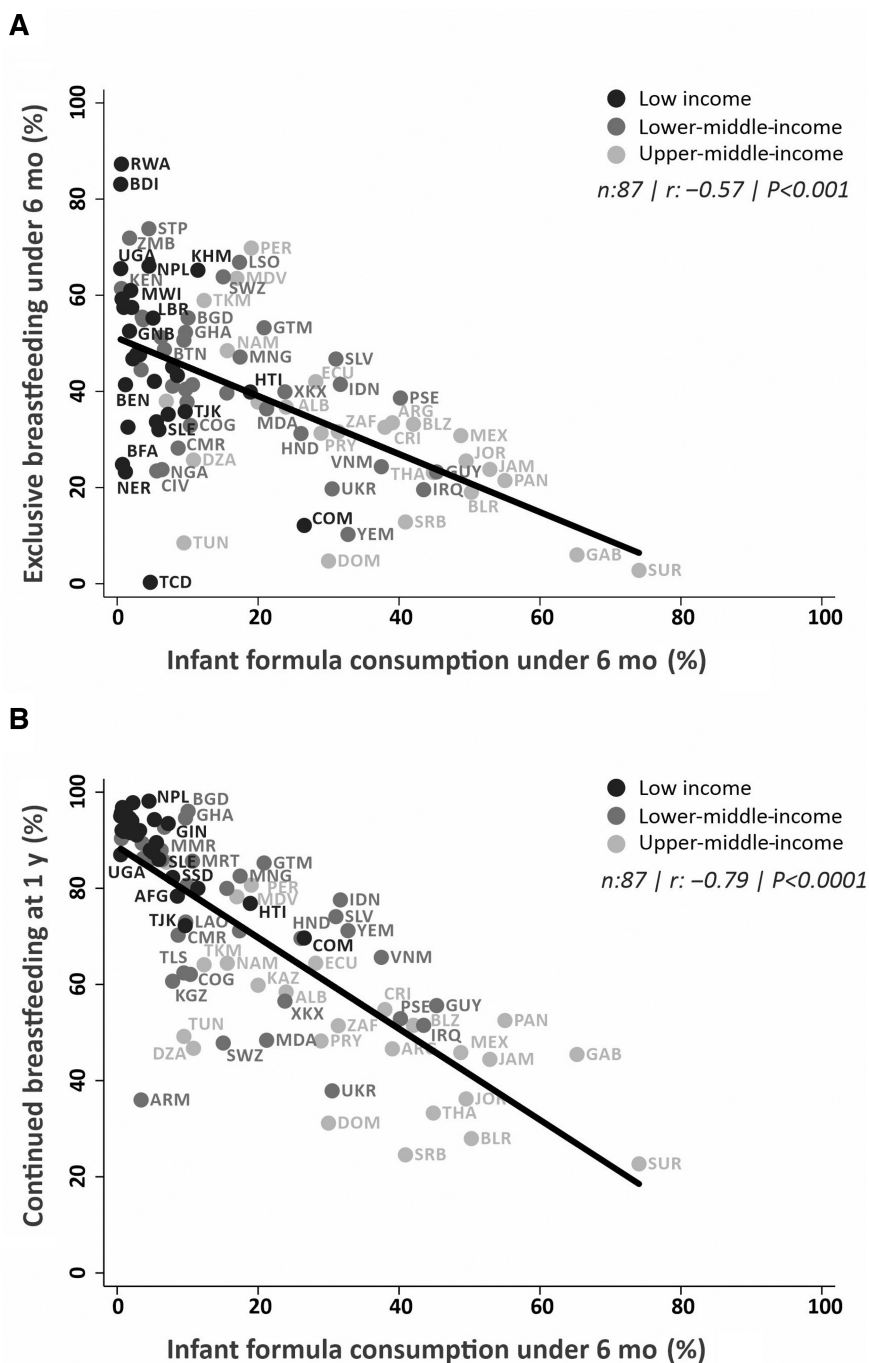 A
Exclusive breastfeeding under 6 mo (%)
100
80
60
40
20
0
Low income
Lower-middle-income
Upper-middle-income
n:87 | r: −0.57 | P<0.001
RWA
BDI
STP
ZMB
UGA
NPL
KHM
PER
LSO
MDV
SWZ
KEN
MWI
TKM
LBR
BGD
GNB
GHA
GTM
NAM
BTN
MNG
SLV
HTI
ECU
IDN
BEN
XKX
PSE
TJK
ALB
ARG
SLE
COG
MDA
ZAF
BLZ
CRI
BFA
CMR
HND
PRY
MEX
NER
NGA
DZA
VNM
JOR
CIV
THA
GUY
JAM
PAN
UKR
IRQ
BLR
TUN
COM
YEM
SRB
TCD
DOM
GAB
SUR
0 20 40 60 80 100
Infant formula consumption under 6 mo (%)
B
Continued breastfeeding at 1 y (%)
100
80
60
40
20
0
Low income
Lower-middle-income
Upper-middle-income
n:87 | r: −0.79 | P<0.0001
NPL
BGD
GHA
GIN
MMR
SLE
MRT
GTM
UGA
SSD
MNG
PER
AFG
MDV
IDN
TJK
LAO
HTI
SLV
CMR
HND
YEM
COM
TLS
TKM
NAM
ECU
VNM
KGZ
COG
KAZ
ALB
CRI
XKX
PSE
GUY
TUN
ZAF
BLZ
PAN
DZA
SWZ
MDA
PRY
IRQ
ARG
MEX
JAM
GAB
ARM
UKR
JOR
DOM
THA
BLR
SRB
SUR
0 20 40 60 80 100
Infant formula consumption under 6 mo (%)